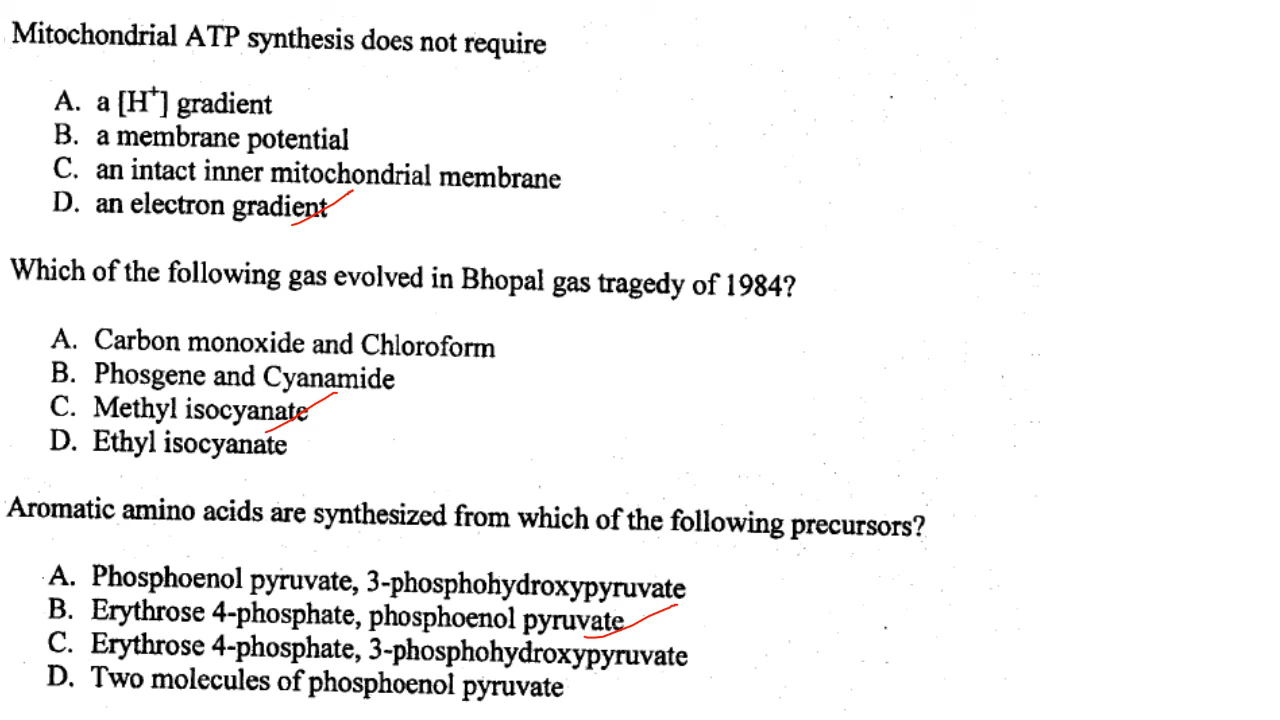 Mitochondrial ATP synthesis does not require
A. a [H⁺] gradient
B. a membrane potential
C. an intact inner mitochondrial membrane
D. an electron gradient
Which of the following gas evolved in Bhopal gas tragedy of 1984?
A. Carbon monoxide and Chloroform
B. Phosgene and Cyanamide
C. Methyl isocyanate
D. Ethyl isocyanate
Aromatic amino acids are synthesized from which of the following precursors?
A. Phosphoenol pyruvate, 3-phosphohydroxypyruvate
B. Erythrose 4-phosphate, phosphoenol pyruvate
C. Erythrose 4-phosphate, 3-phosphohydroxypyruvate
D. Two molecules of phosphoenol pyruvate